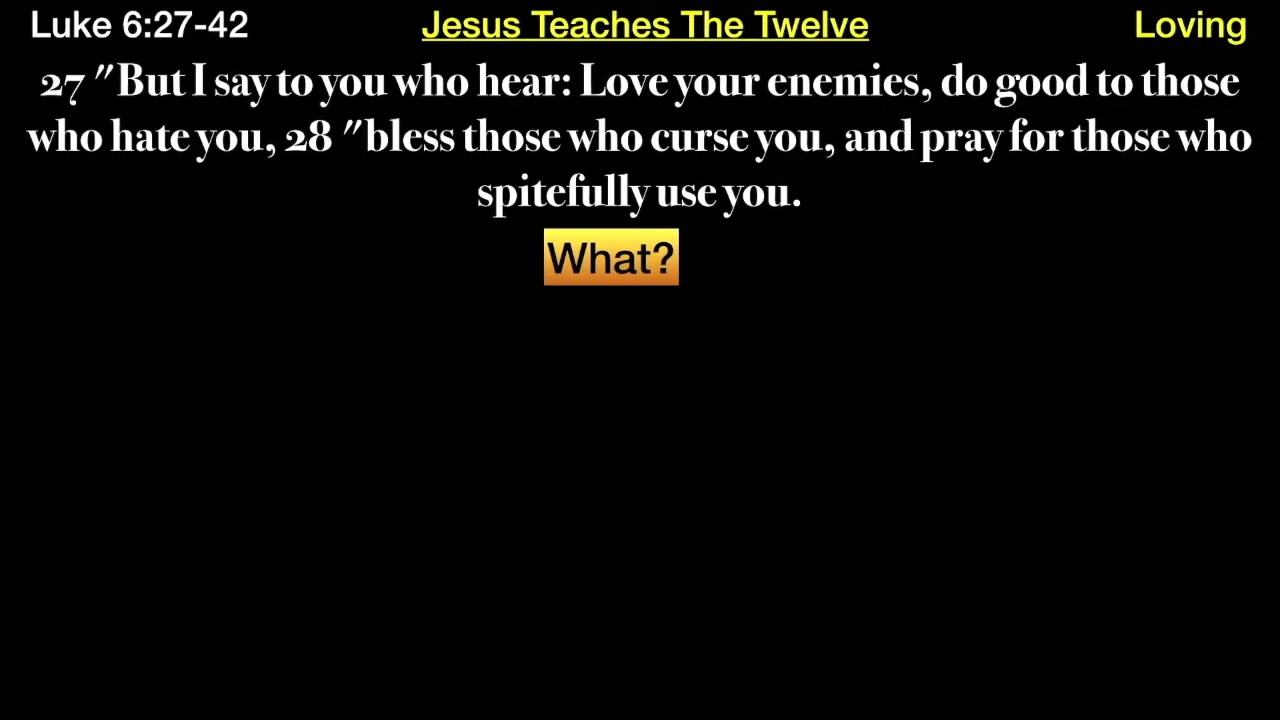 Luke 6:27-42 Jesus Teaches The Twelve Loving
27 "But I say to you who hear: Love your enemies, do good to those
who hate you, 28 "bless those who curse you, and pray for those who
spitefully use you.
What?